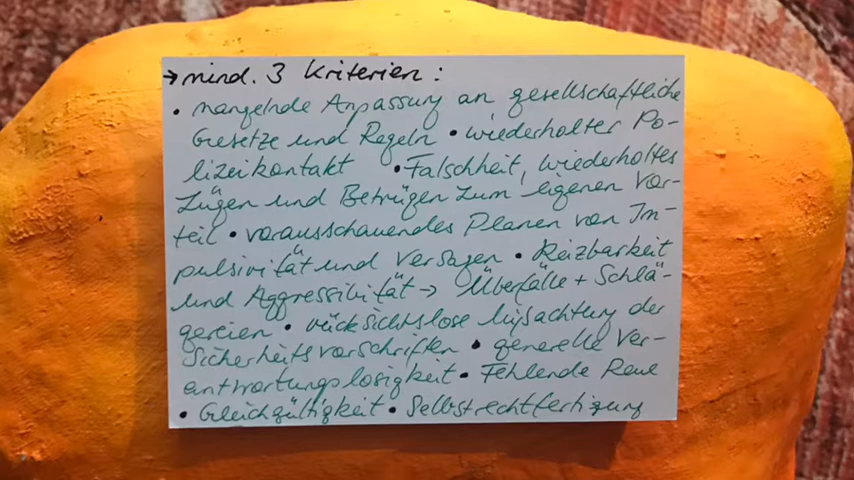 → mind. 3 Kriterien:
• mangelnde Anpassung an gesellschaftliche
Gesetze und Regeln • wiederholter Po-
lizeikontakt • Falschheit, wiederholtes
Lügen und Betrügen zum eigenen Vor-
teil • vorausschauendes Planen von Im-
pulsivität und Versagen • Reizbarkeit
und Aggressibilität → Überfälle + Schlä-
gereien • rücksichtslose Missachtung der
Sicherheitsvorschriften • generelle Ver-
antwortungslosigkeit • Fehlende Reue
• Gleichgültigkeit • Selbstrechtfertigung